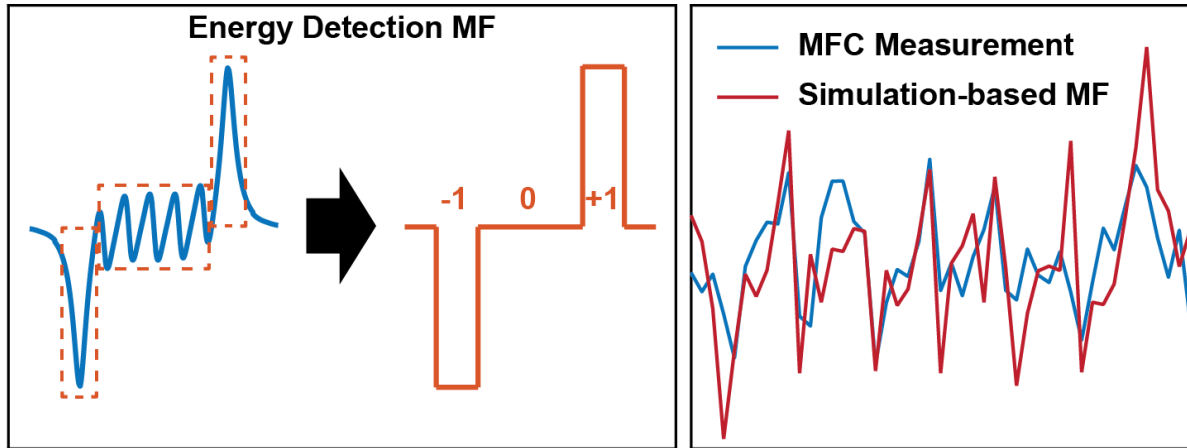 Energy Detection MF
-1 0 +1
MFC Measurement
Simulation-based MF